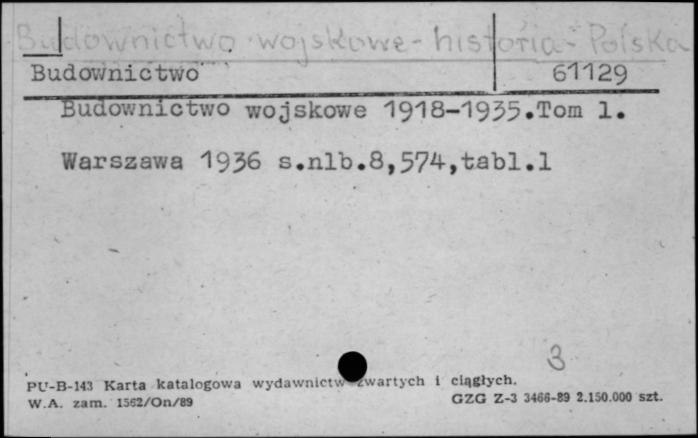 Budownictwo wojskowe - historia - Polska
Budownictwo 61129
Budownictwo wojskowe 1918-1935.Tom 1.
Warszawa 1936 s.nlb.8,574,tabl.1
3
PU-B-143 Karta katalogowa wydawnictw zwartych i ciągłych.
W.A. zam. 1562/On/89 GZG Z-3 3466-89 2.150.000 szt.